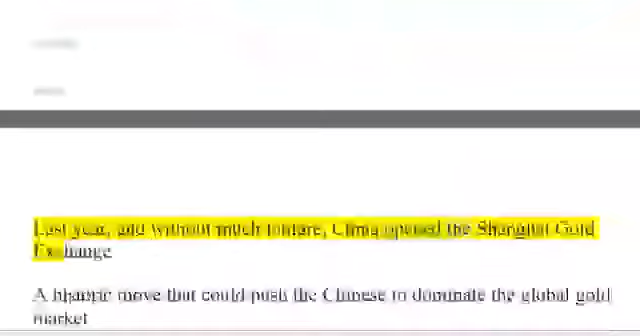 Last year, and without much fanfare, China opened the Shanghai Gold
Exchange
A historic move that could push the Chinese to dominate the global gold
market